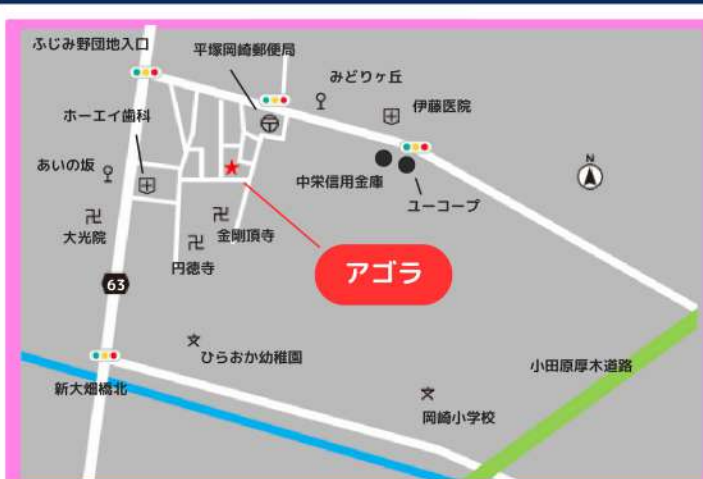 ふじみ野団地入口
平塚岡崎郵便局
みどりヶ丘
ホーエイ歯科
伊藤医院
あいの坂
中栄信用金庫
ユーコープ
N
大光院
金剛頂寺
円徳寺
アゴラ
63
ひらおか幼稚園
小田原厚木道路
新大畑橋北
岡崎小学校